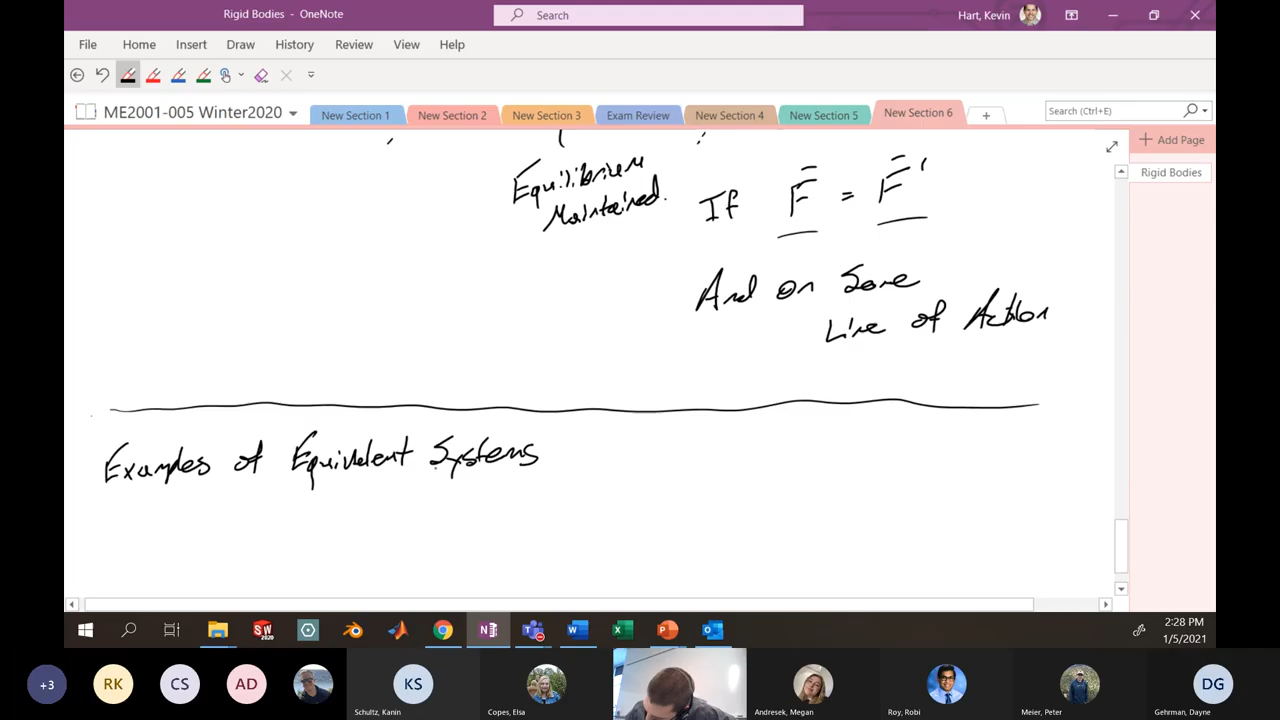 Rigid Bodies - OneNote
Search
Hart, Kevin
File Home Insert Draw History Review View Help
ME2001-005 Winter2020
New Section 1
New Section 2
New Section 3
Exam Review
New Section 4
New Section 5
New Section 6
Search (Ctrl+E)
Add Page
Rigid Bodies
Equilibrium
Maintained.
If F̄ = F̄'
And on Same
Line of Action
Examples of Equivalent Systems
SW
2020
2:28 PM
1/5/2021
+3
RK
CS
AD
KS
DG
Schultz, Kanin
Copes, Elsa
Andresek, Megan
Roy, Robi
Meier, Peter
Gehrman, Dayne